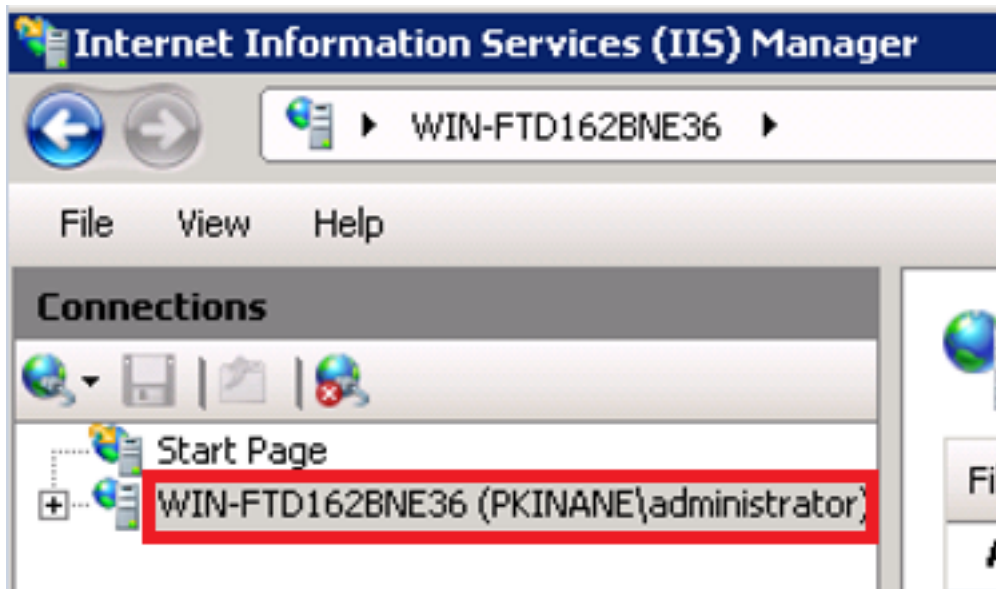 Internet Information Services (IIS) Manager
WIN-FTD162BNE36
File View Help
Connections
Start Page
WIN-FTD162BNE36 (PKINANE\administrator)